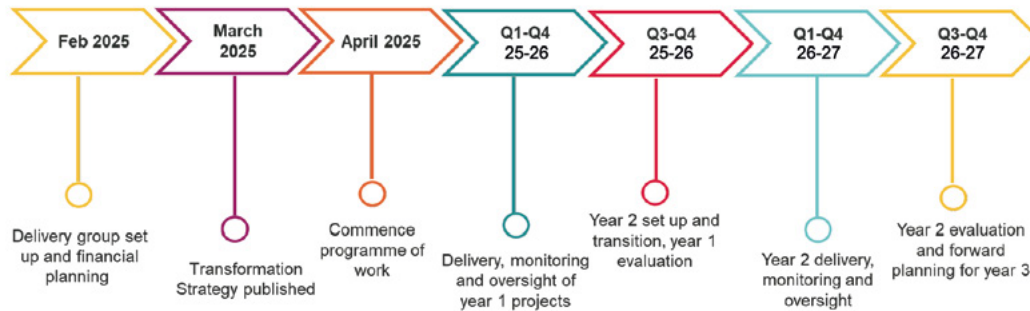 Feb 2025
March
2025
April 2025
Q1-Q4
25-26
Q3-Q4
25-26
Q1-Q4
26-27
Q3-Q4
26-27
Delivery group set
up and financial
planning
Transformation
Strategy published
Commence
programme of
work
Delivery, monitoring
and oversight of
year 1 projects
Year 2 set up and
transition, year 1
evaluation
Year 2 delivery,
monitoring and
oversight
Year 2 evaluation
and forward
planning for year 3